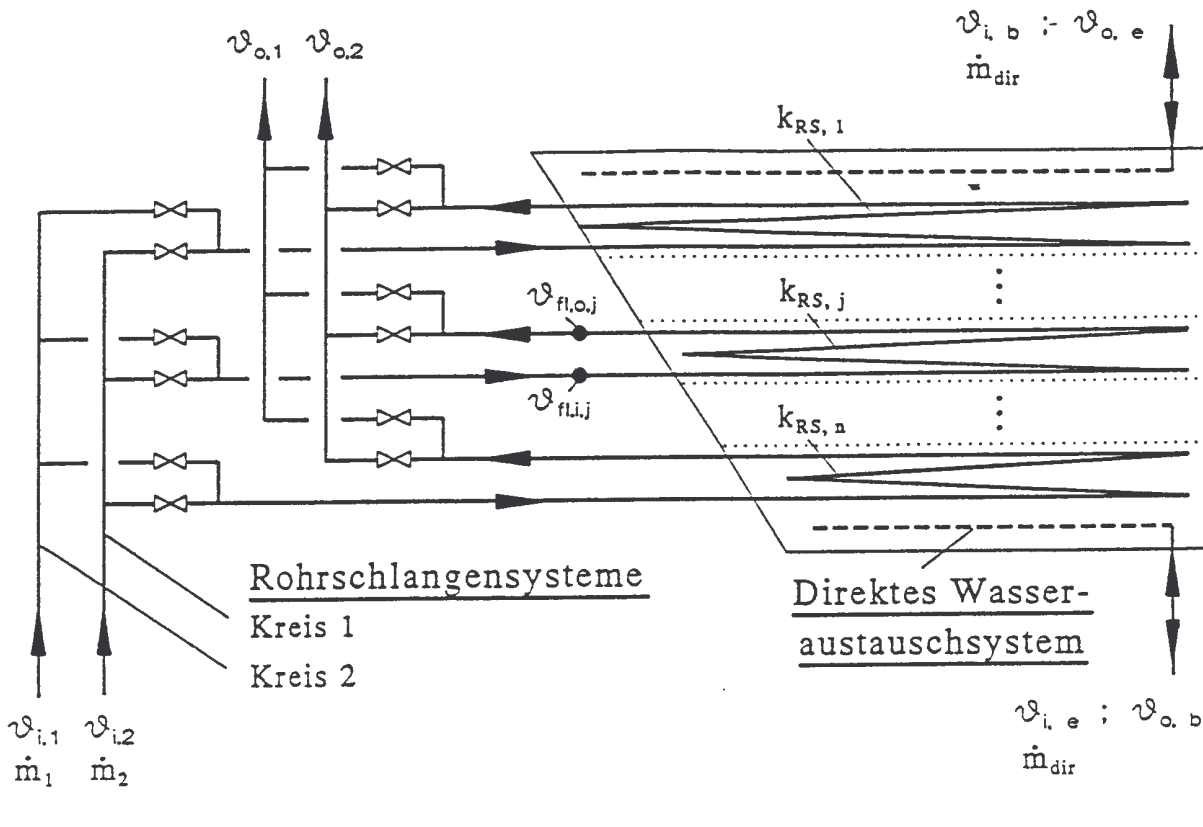 ϑi, b ; ϑo, e
ṁdir
ϑo,1 ϑo,2
kRS, 1
ϑfl,o,j
kRS, j
ϑfl,i,j
kRS, n
Rohrschlangensysteme
Kreis 1
Kreis 2
Direktes Wasser-
austauschsystem
ϑi,1 ϑi,2
ṁ1 ṁ2
ϑi, e ; ϑo, b
ṁdir